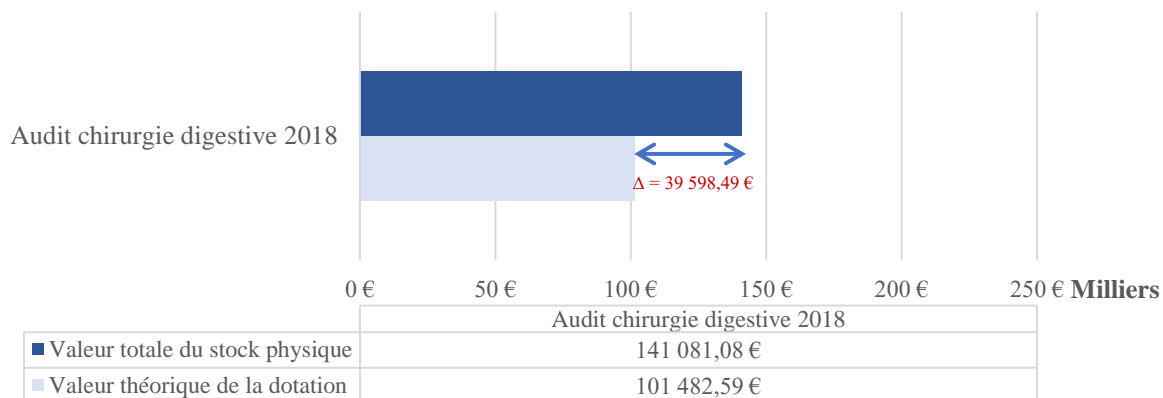 Audit chirurgie digestive 2018
Δ = 39 598,49 €
0 € 50 € 100 € 150 € 200 € 250 € Milliers
Audit chirurgie digestive 2018
Valeur totale du stock physique 141 081,08 €
Valeur théorique de la dotation 101 482,59 €